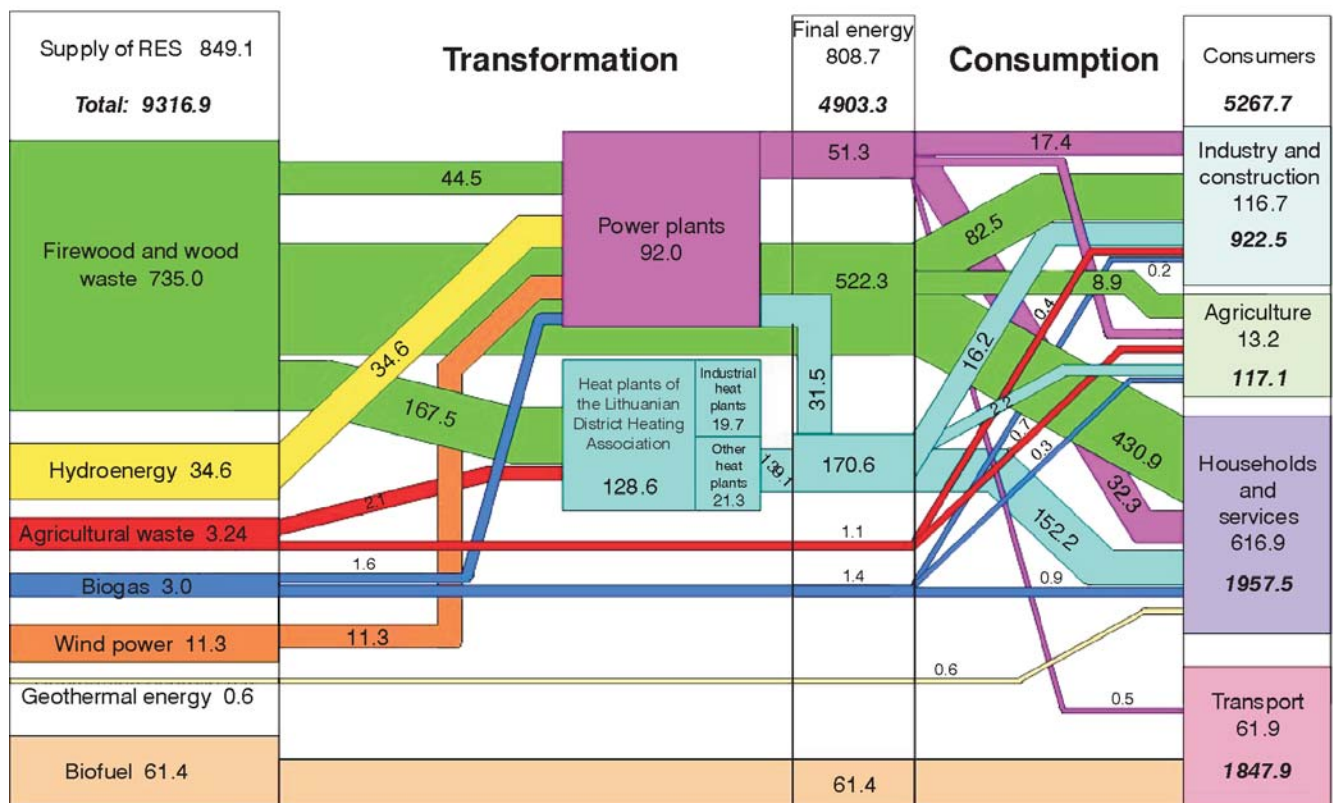 Supply of RES 849.1
Total: 9316.9
Transformation
Final energy
808.7
4903.3
Consumption
Consumers
5267.7
Firewood and wood
waste 735.0
Hydroenergy 34.6
Agricultural waste 3.24
Biogas 3.0
Wind power 11.3
Geothermal energy 0.6
Biofuel 61.4
44.5
34.6
167.5
2.1
1.6
11.3
Power plants
92.0
Heat plants of
the Lithuanian
District Heating
Association
128.6
Industrial
heat
plants
19.7
Other
heat
plants
21.3
31.5
139.1
51.3
522.3
170.6
1.1
1.4
61.4
17.4
82.5
8.9
0.2
0.4
16.2
2.2
0.7
0.3
430.9
32.3
152.2
0.9
0.6
0.5
Industry and
construction
116.7
922.5
Agriculture
13.2
117.1
Households
and
services
616.9
1957.5
Transport
61.9
1847.9